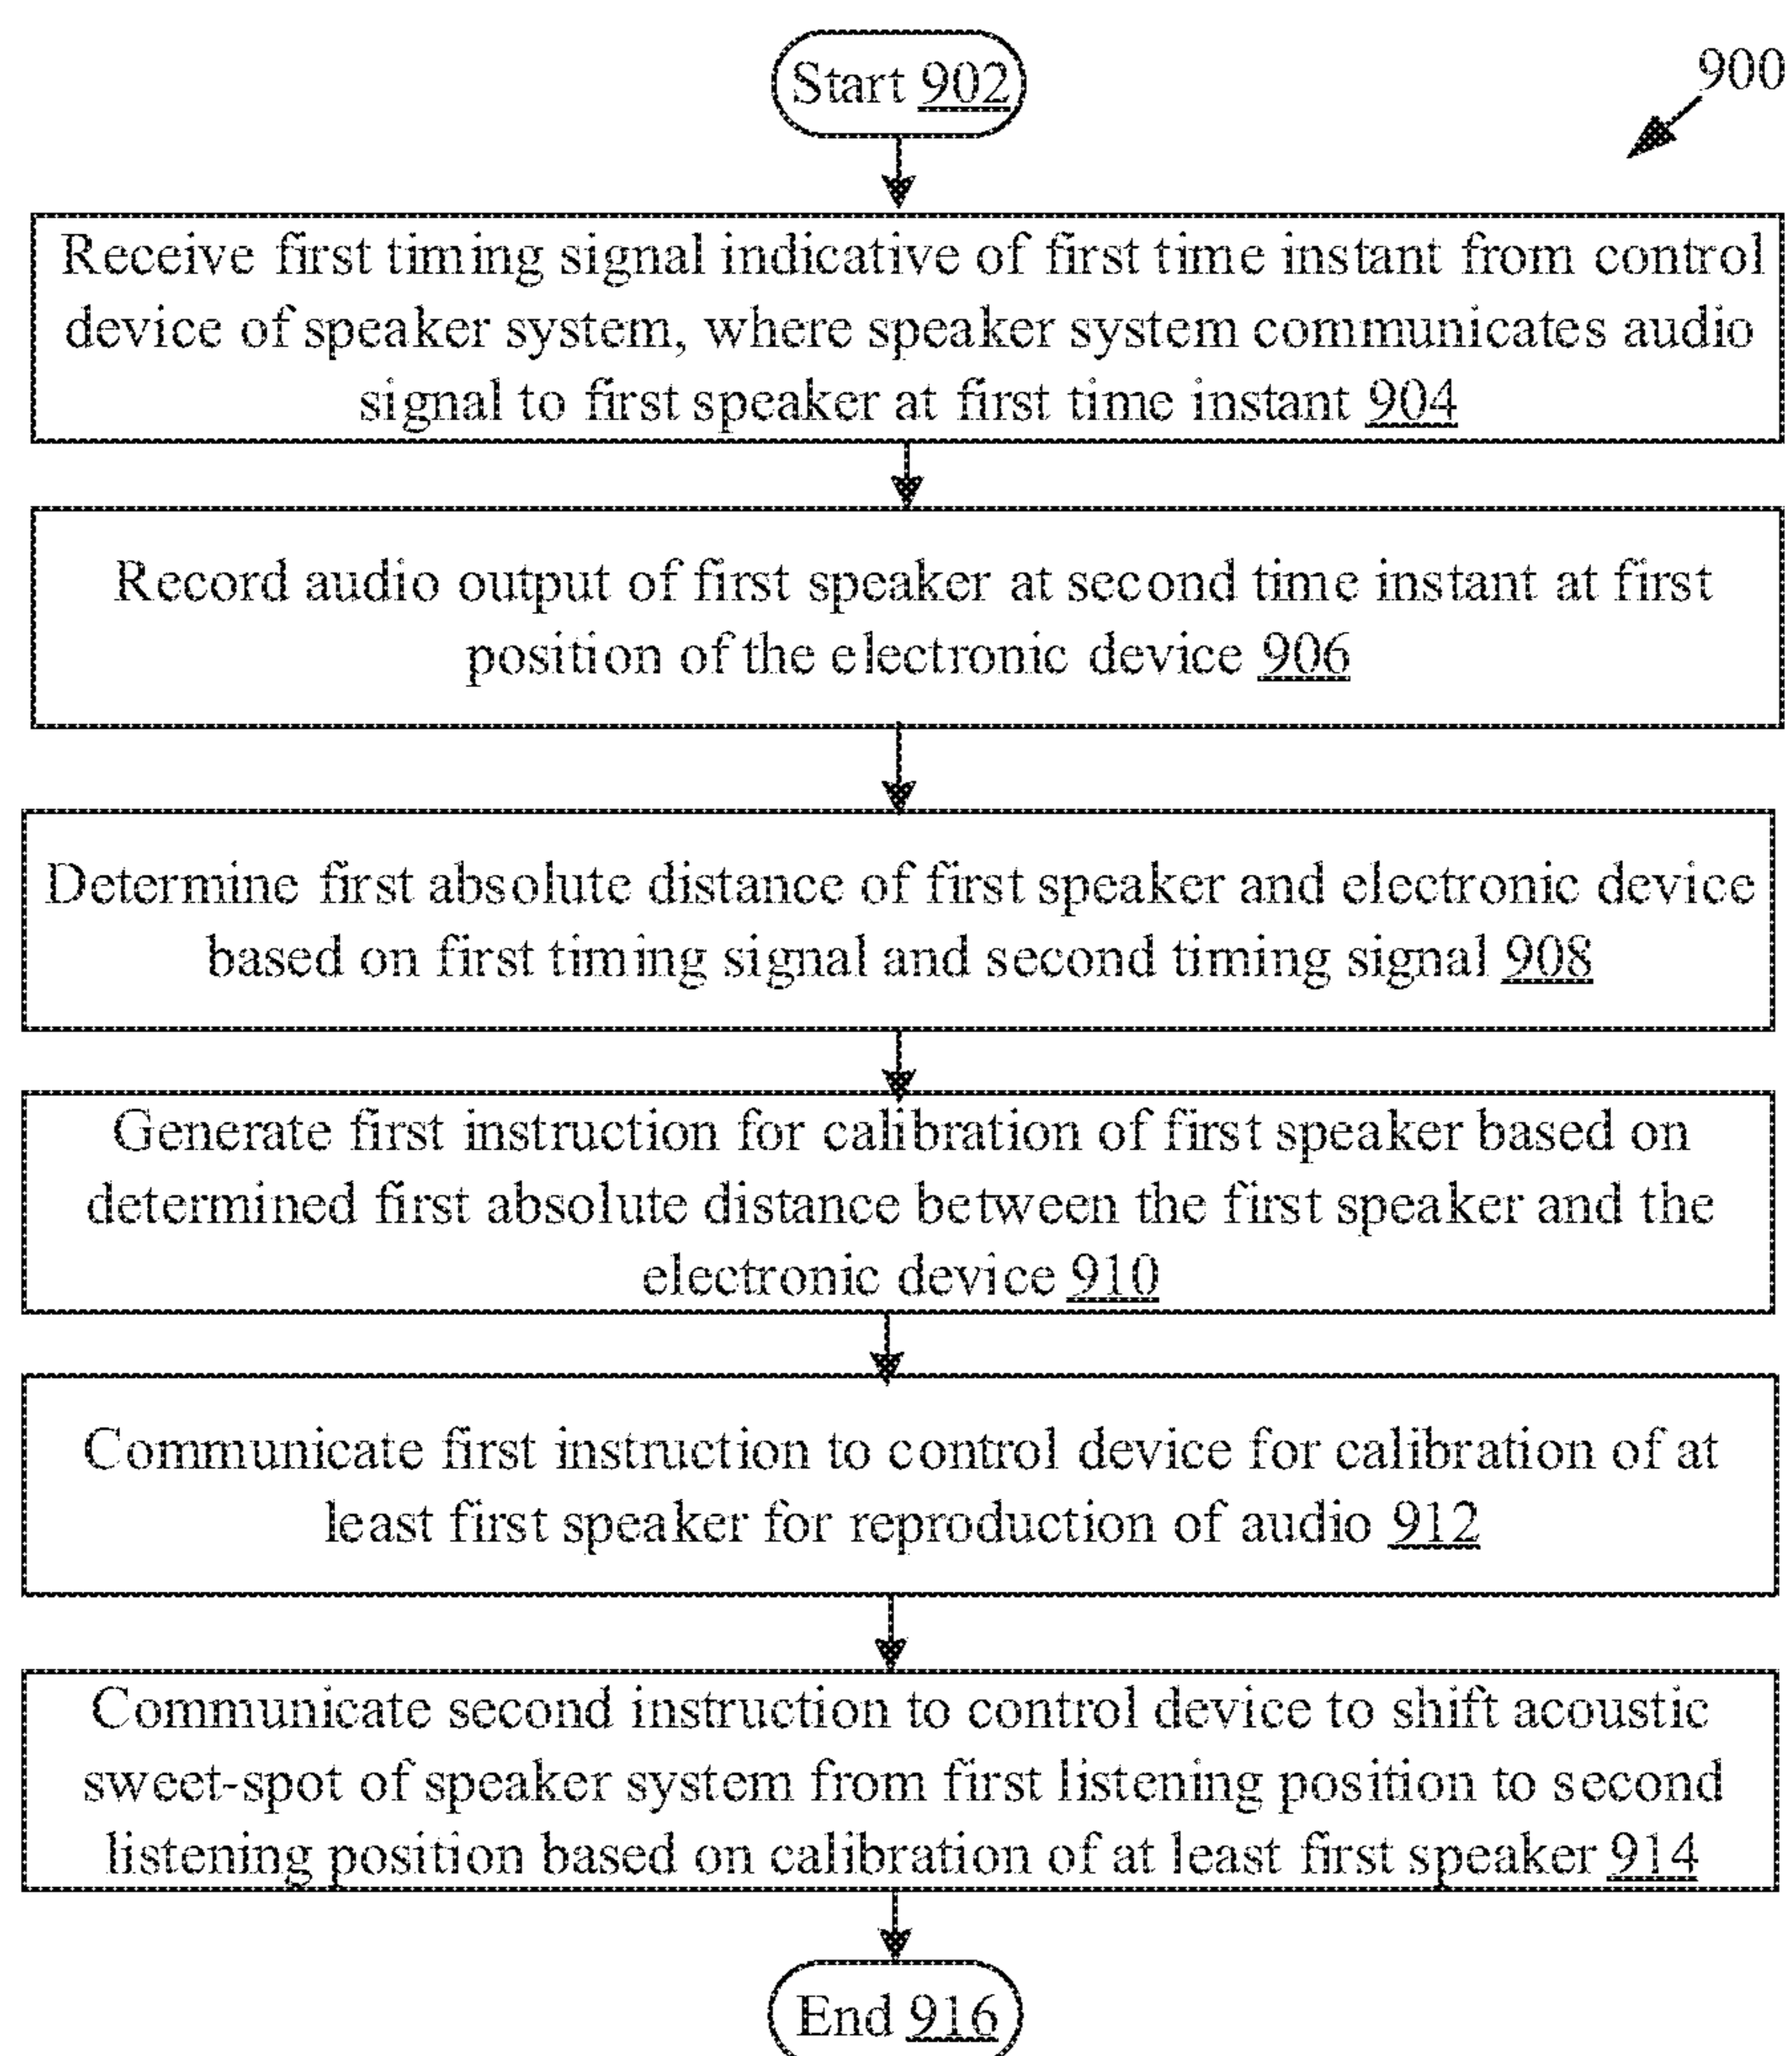 Start 902
900
Receive first timing signal indicative of first time instant from control
device of speaker system, where speaker system communicates audio
signal to first speaker at first time instant 904
Record audio output of first speaker at second time instant at first
position of the electronic device 906
Determine first absolute distance of first speaker and electronic device
based on first timing signal and second timing signal 908
Generate first instruction for calibration of first speaker based on
determined first absolute distance between the first speaker and the
electronic device 910
Communicate first instruction to control device for calibration of at
least first speaker for reproduction of audio 912
Communicate second instruction to control device to shift acoustic
sweet-spot of speaker system from first listening position to second
listening position based on calibration of at least first speaker 914
End 916